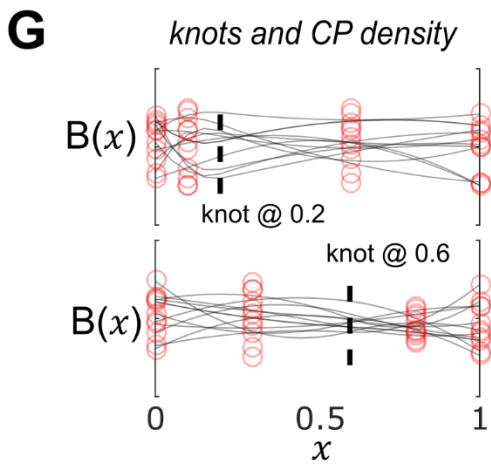 G knots and CP density
B(x)
knot @ 0.2
knot @ 0.6
B(x)
0 0.5 1
x